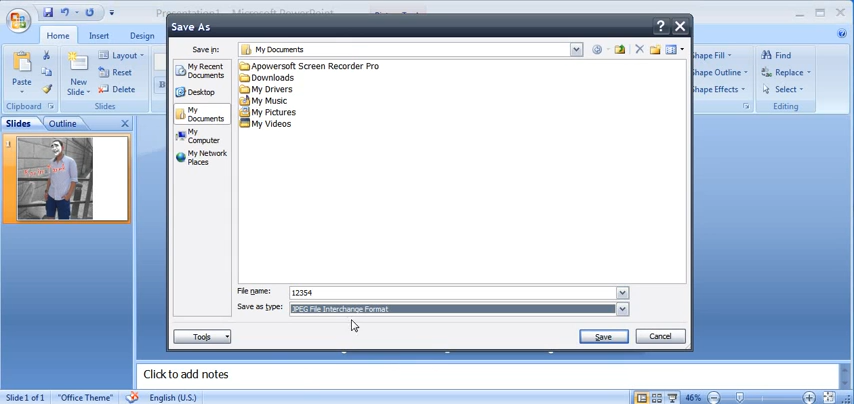 Presentation1 - Microsoft PowerPoint
Home
Insert
Design
Paste
Clipboard
New
Slide
Layout
Reset
Delete
B
Shape Fill
Shape Outline
Shape Effects
Find
Replace
Select
Editing
Slides
Outline
1
Save As
?
Save in:
My Documents
My Recent
Documents
Desktop
My
Documents
My
Computer
My Network
Places
Apowersoft Screen Recorder Pro
Downloads
My Drivers
My Music
My Pictures
My Videos
File name:
12354
Save as type:
JPEG File Interchange Format
Tools
Save
Cancel
Click to add notes
Slide 1 of 1
"Office Theme"
English (U.S.)
46%